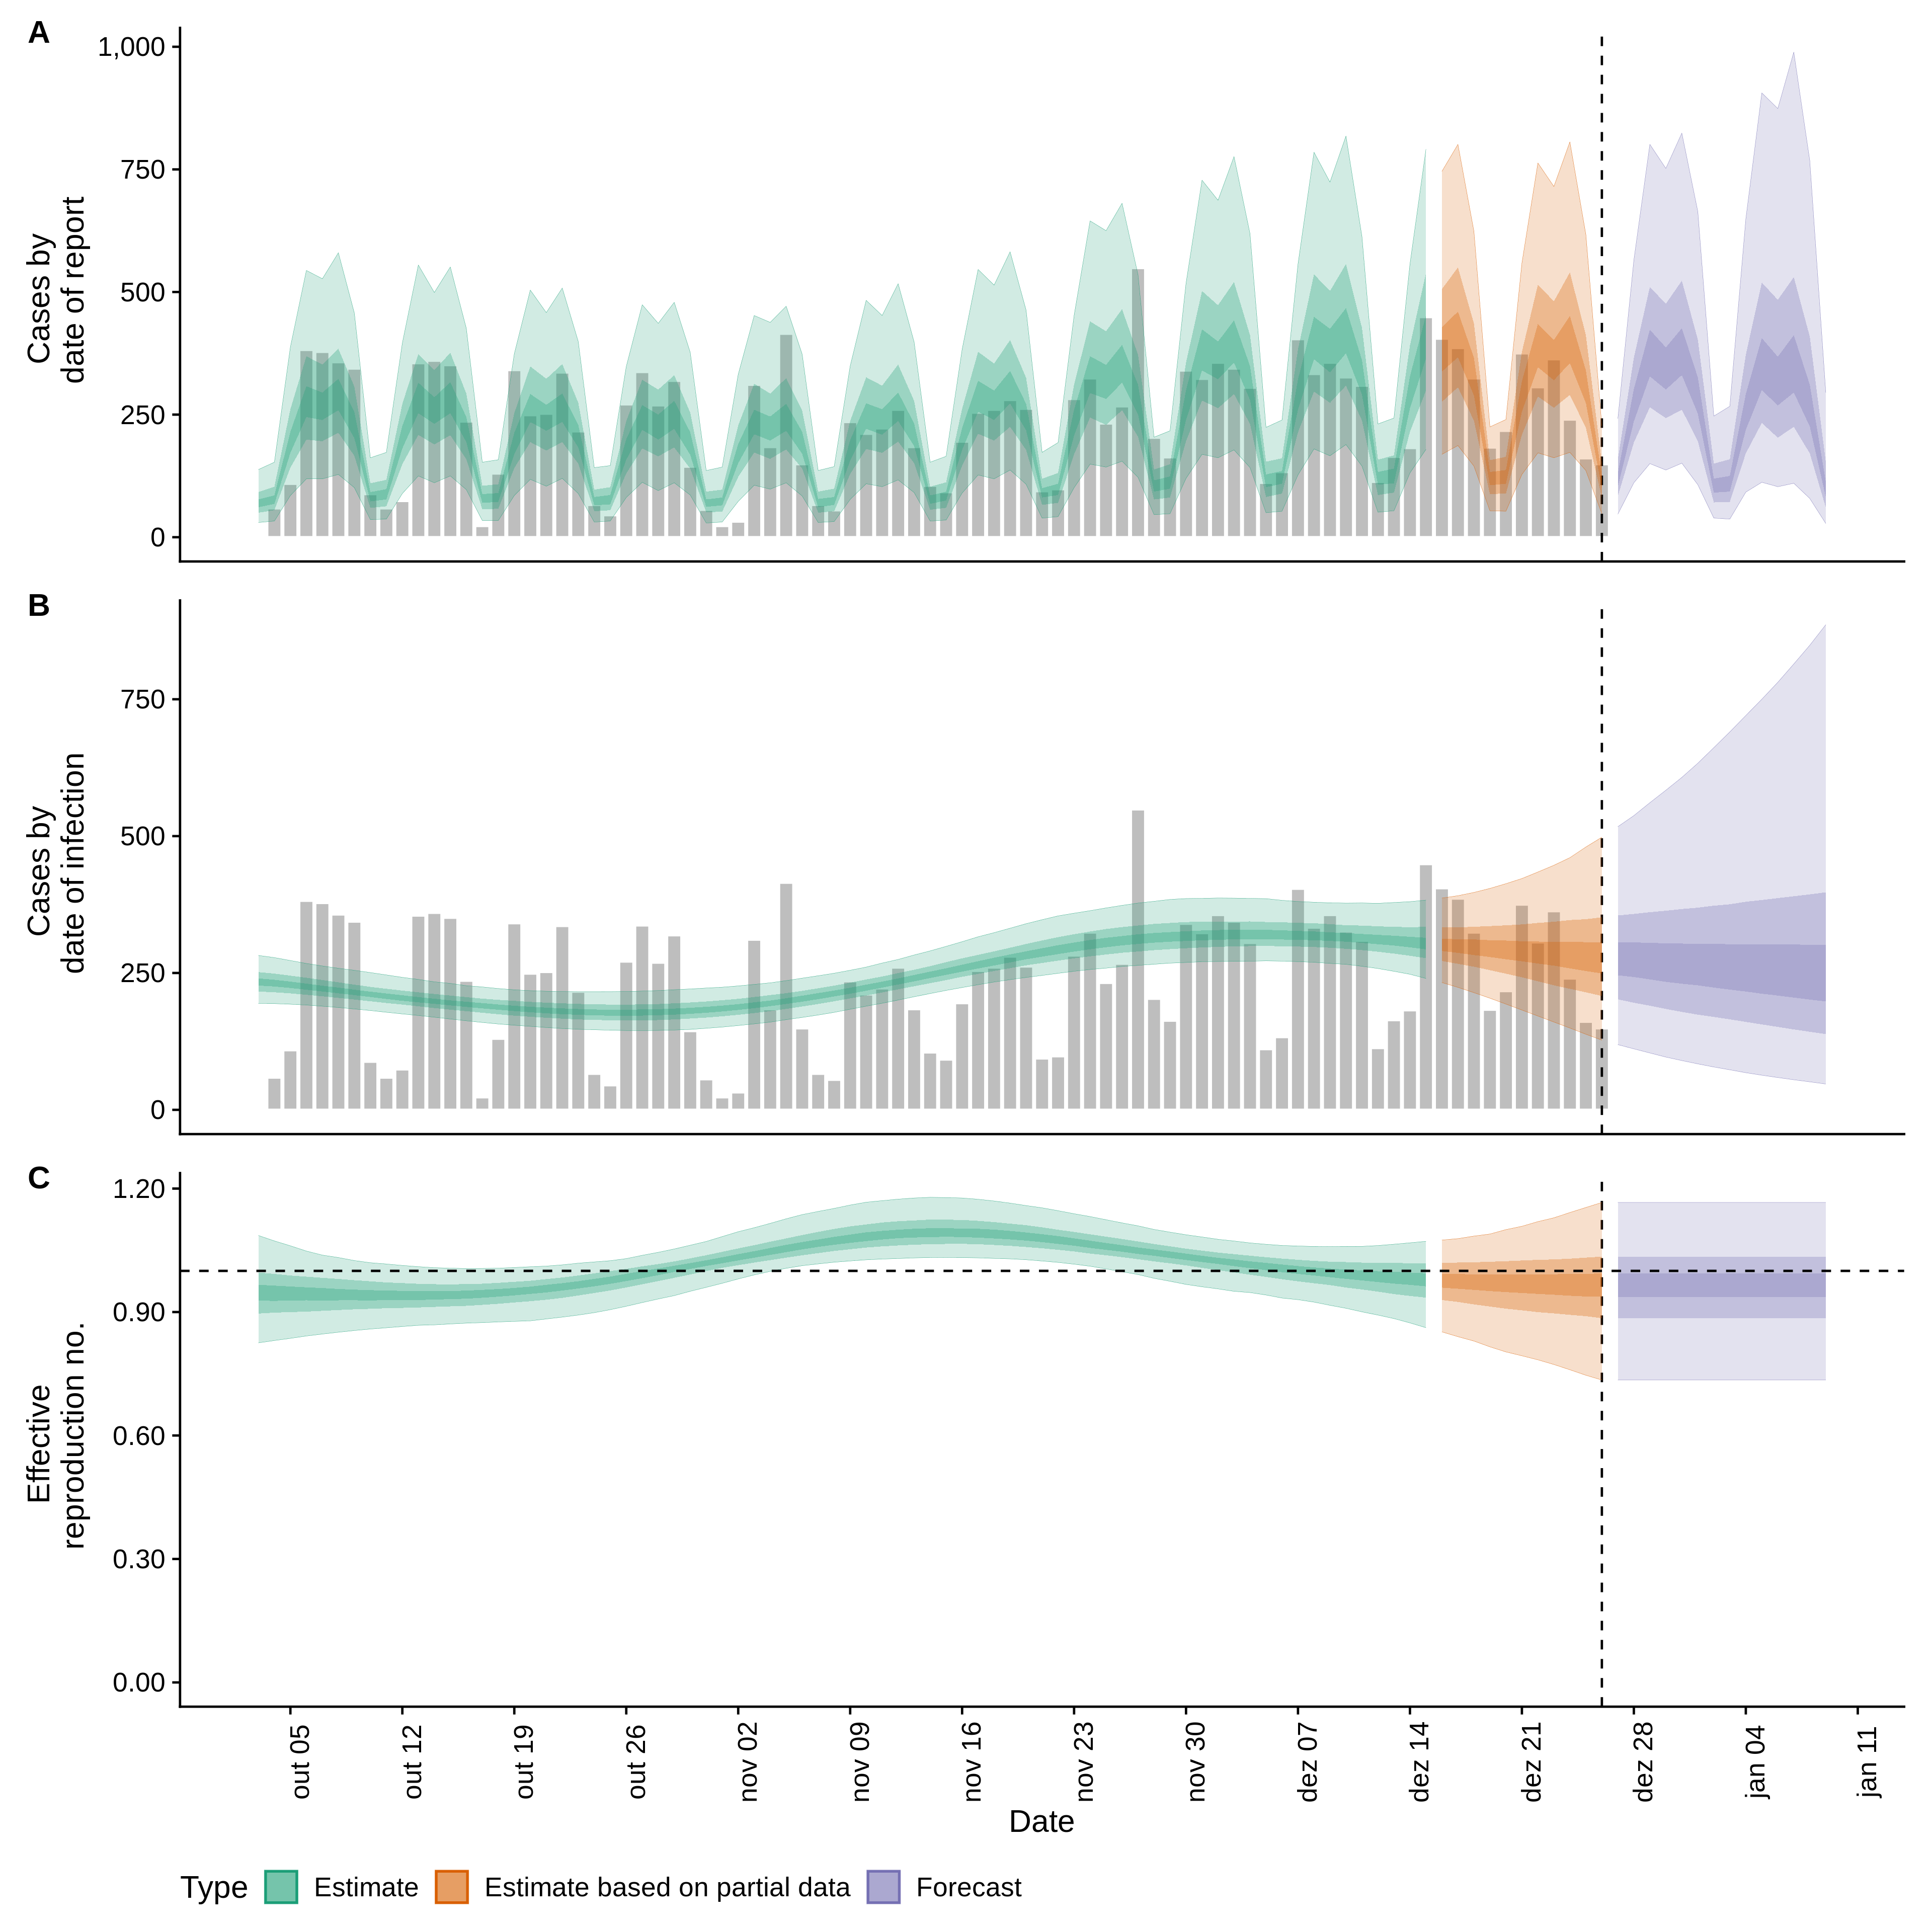 A
Cases by
date of report
1,000
750
500
250
0
B
Cases by
date of infection
750
500
250
0
C
Effective
reproduction no.
1.20
0.90
0.60
0.30
0.00
out 05
out 12
out 19
out 26
nov 02
nov 09
nov 16
nov 23
nov 30
dez 07
dez 14
dez 21
dez 28
jan 04
jan 11
Date
Type Estimate Estimate based on partial data Forecast